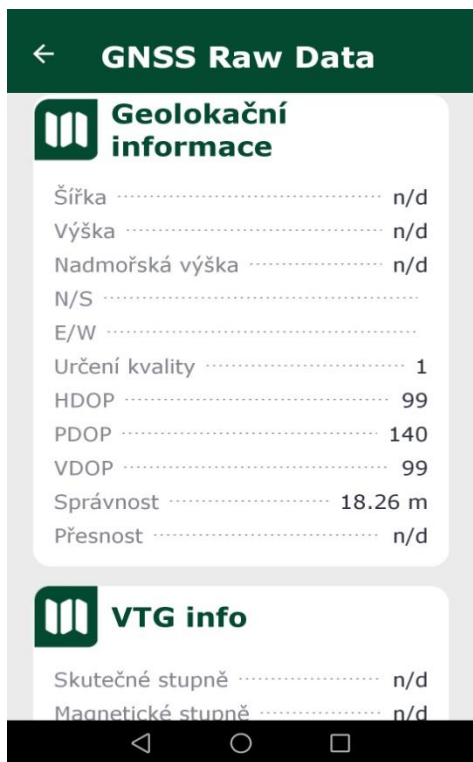 GNSS Raw Data
Geolokační
informace
Šířka n/d
Výška n/d
Nadmořská výška n/d
N/S
E/W
Určení kvality 1
HDOP 99
PDOP 140
VDOP 99
Správnost 18.26 m
Přesnost n/d
VTG info
Skutečné stupně n/d
Magnetické stupně n/d